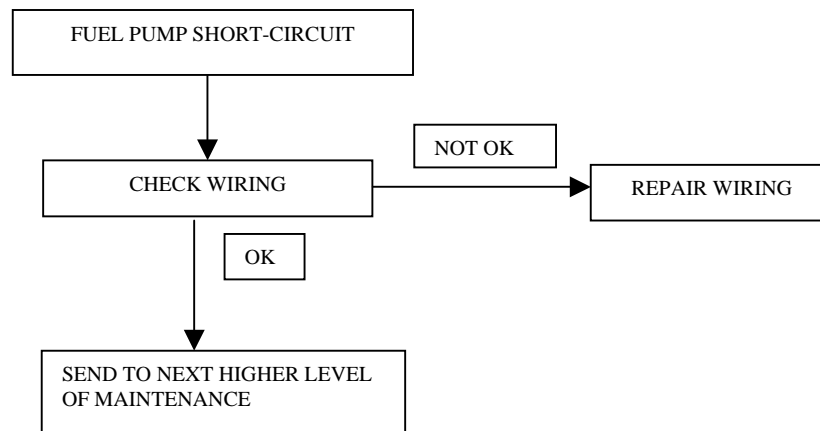 FUEL PUMP SHORT-CIRCUIT
NOT OK
CHECK WIRING
REPAIR WIRING
OK
SEND TO NEXT HIGHER LEVEL
OF MAINTENANCE